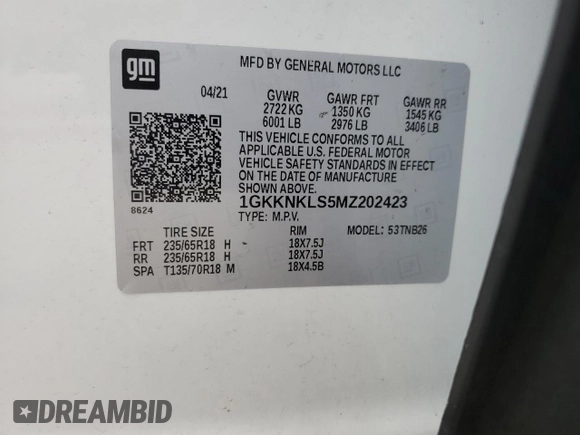 gm
MFD BY GENERAL MOTORS LLC
04/21
GVWR GAWR FRT GAWR RR
2722 KG 1350 KG 1545 KG
6001 LB 2976 LB 3406 LB
THIS VEHICLE CONFORMS TO ALL
APPLICABLE U.S. FEDERAL MOTOR
VEHICLE SAFETY STANDARDS IN EFFECT
ON THE DATE OF MANUFACTURE
SHOWN ABOVE.
8624
1GKKNKLS5MZ202423
TYPE: M.P.V. MODEL: 53TNB26
TIRE SIZE RIM
FRT 235/65R18 H 18X7.5J
RR 235/65R18 H 18X7.5J
SPA T135/70R18 M 18X4.5B
DREAMBID